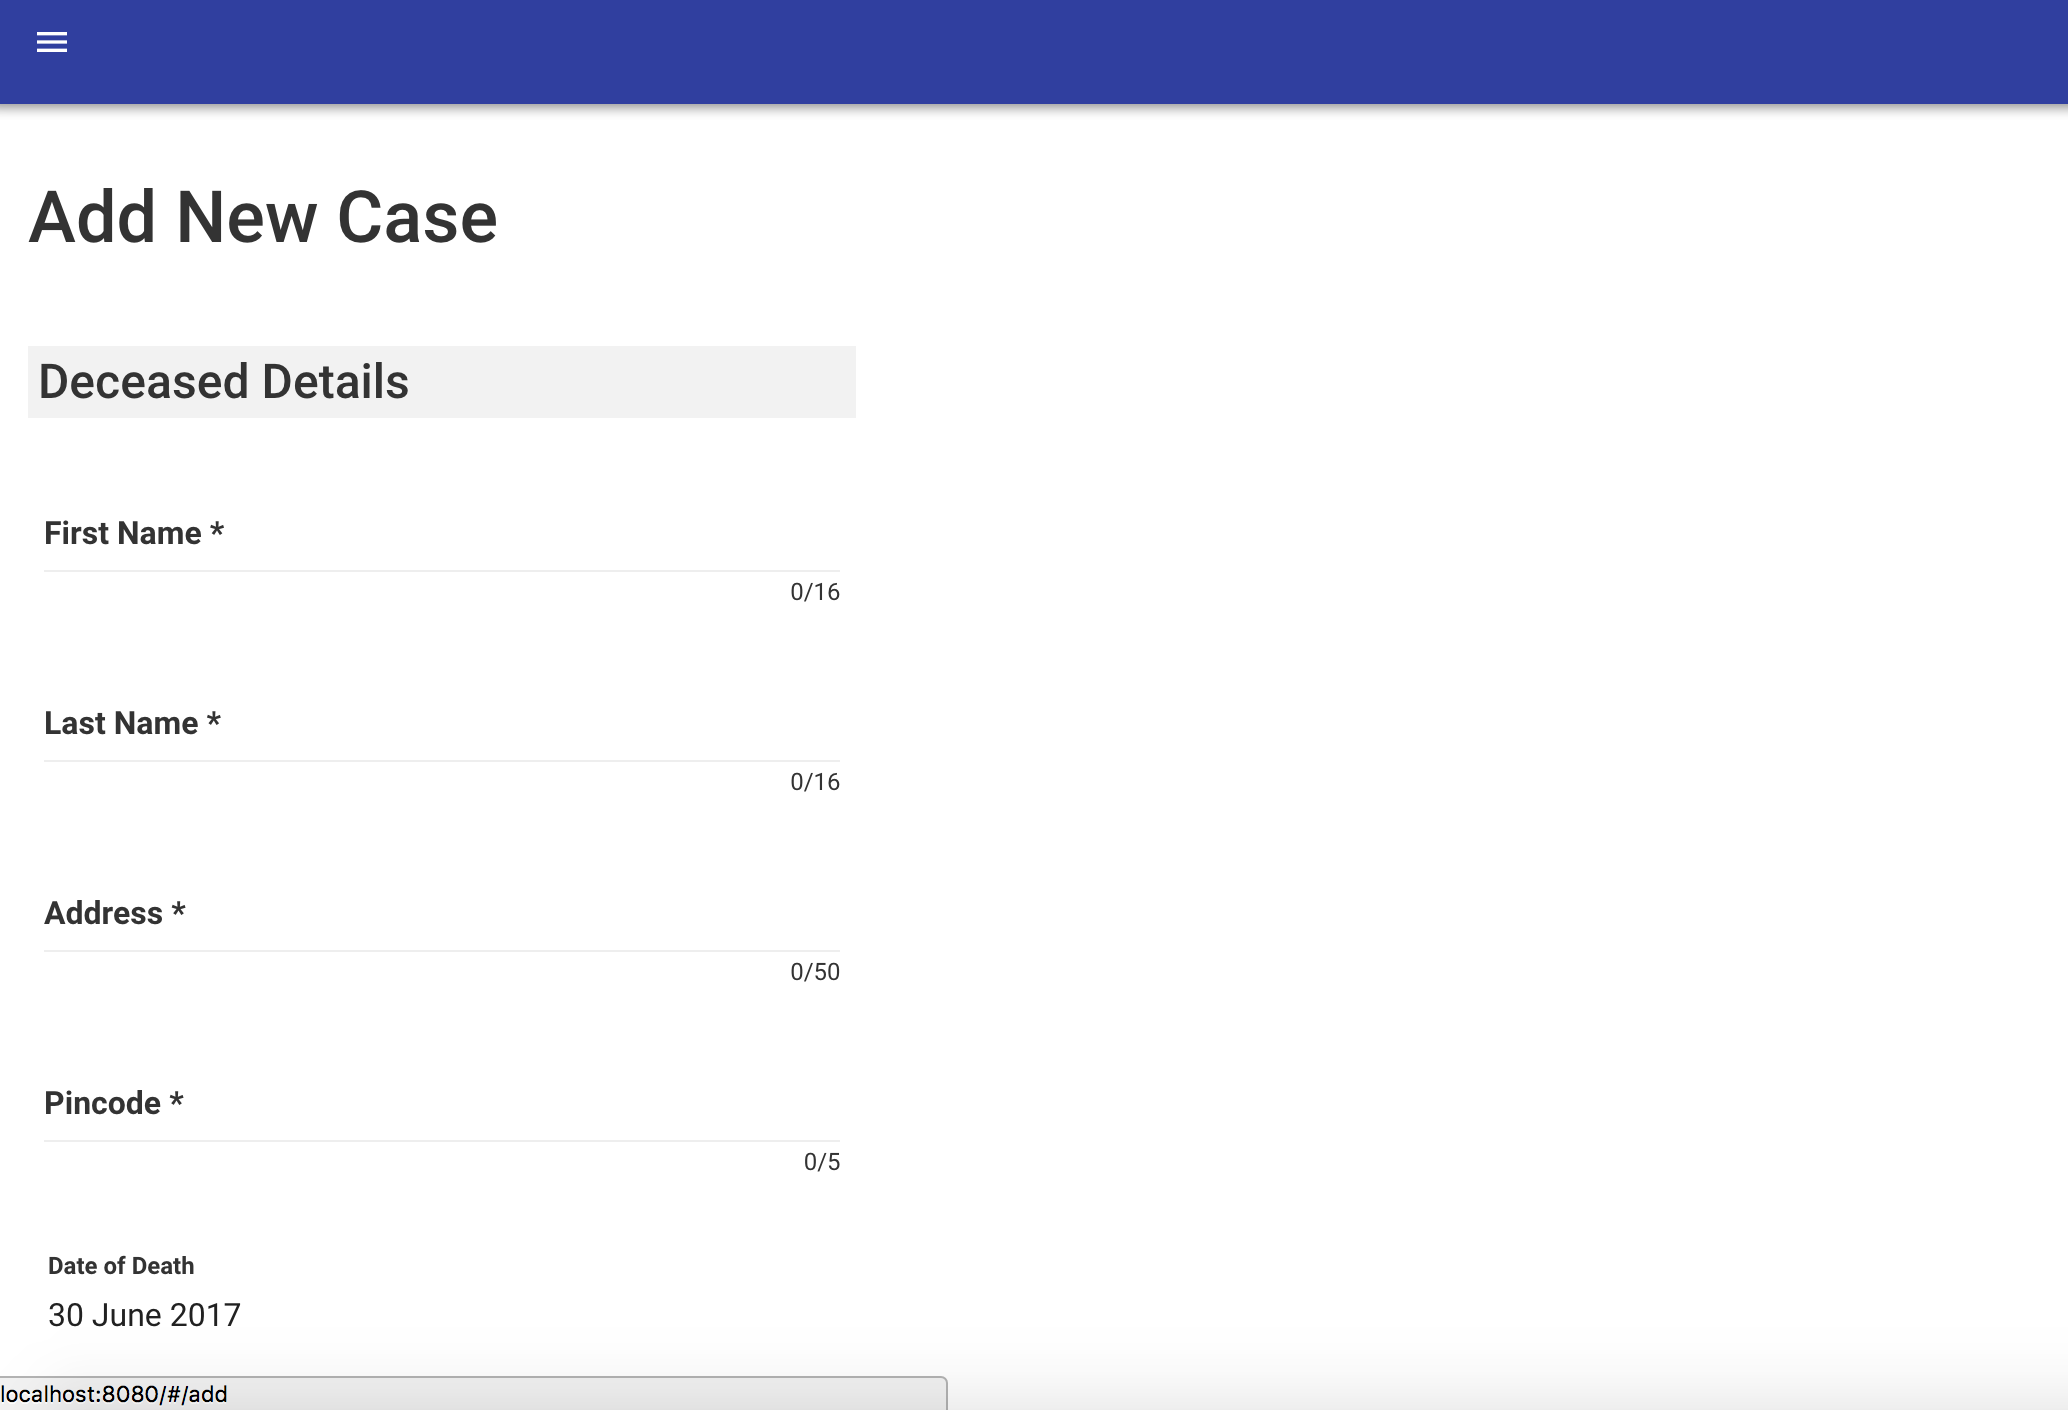 Add New Case
Deceased Details
First Name *
0/16
Last Name *
0/16
Address *
0/50
Pincode *
0/5
Date of Death
30 June 2017
localhost:8080/#/add